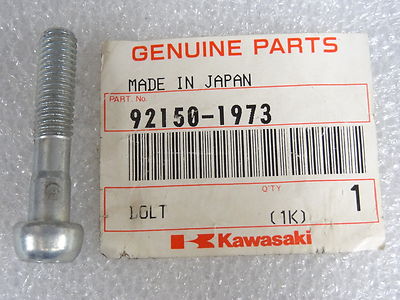 GENUINE PARTS
MADE IN JAPAN
PART. No.
92150-1973
Q'TY
BOLT (1K) 1
Kawasaki